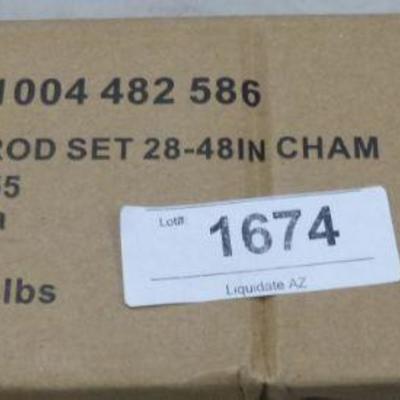 1004 482 586
ROD SET 28-48IN CHAM
55
a
lbs
Lot#:
1674
Liquidate AZ